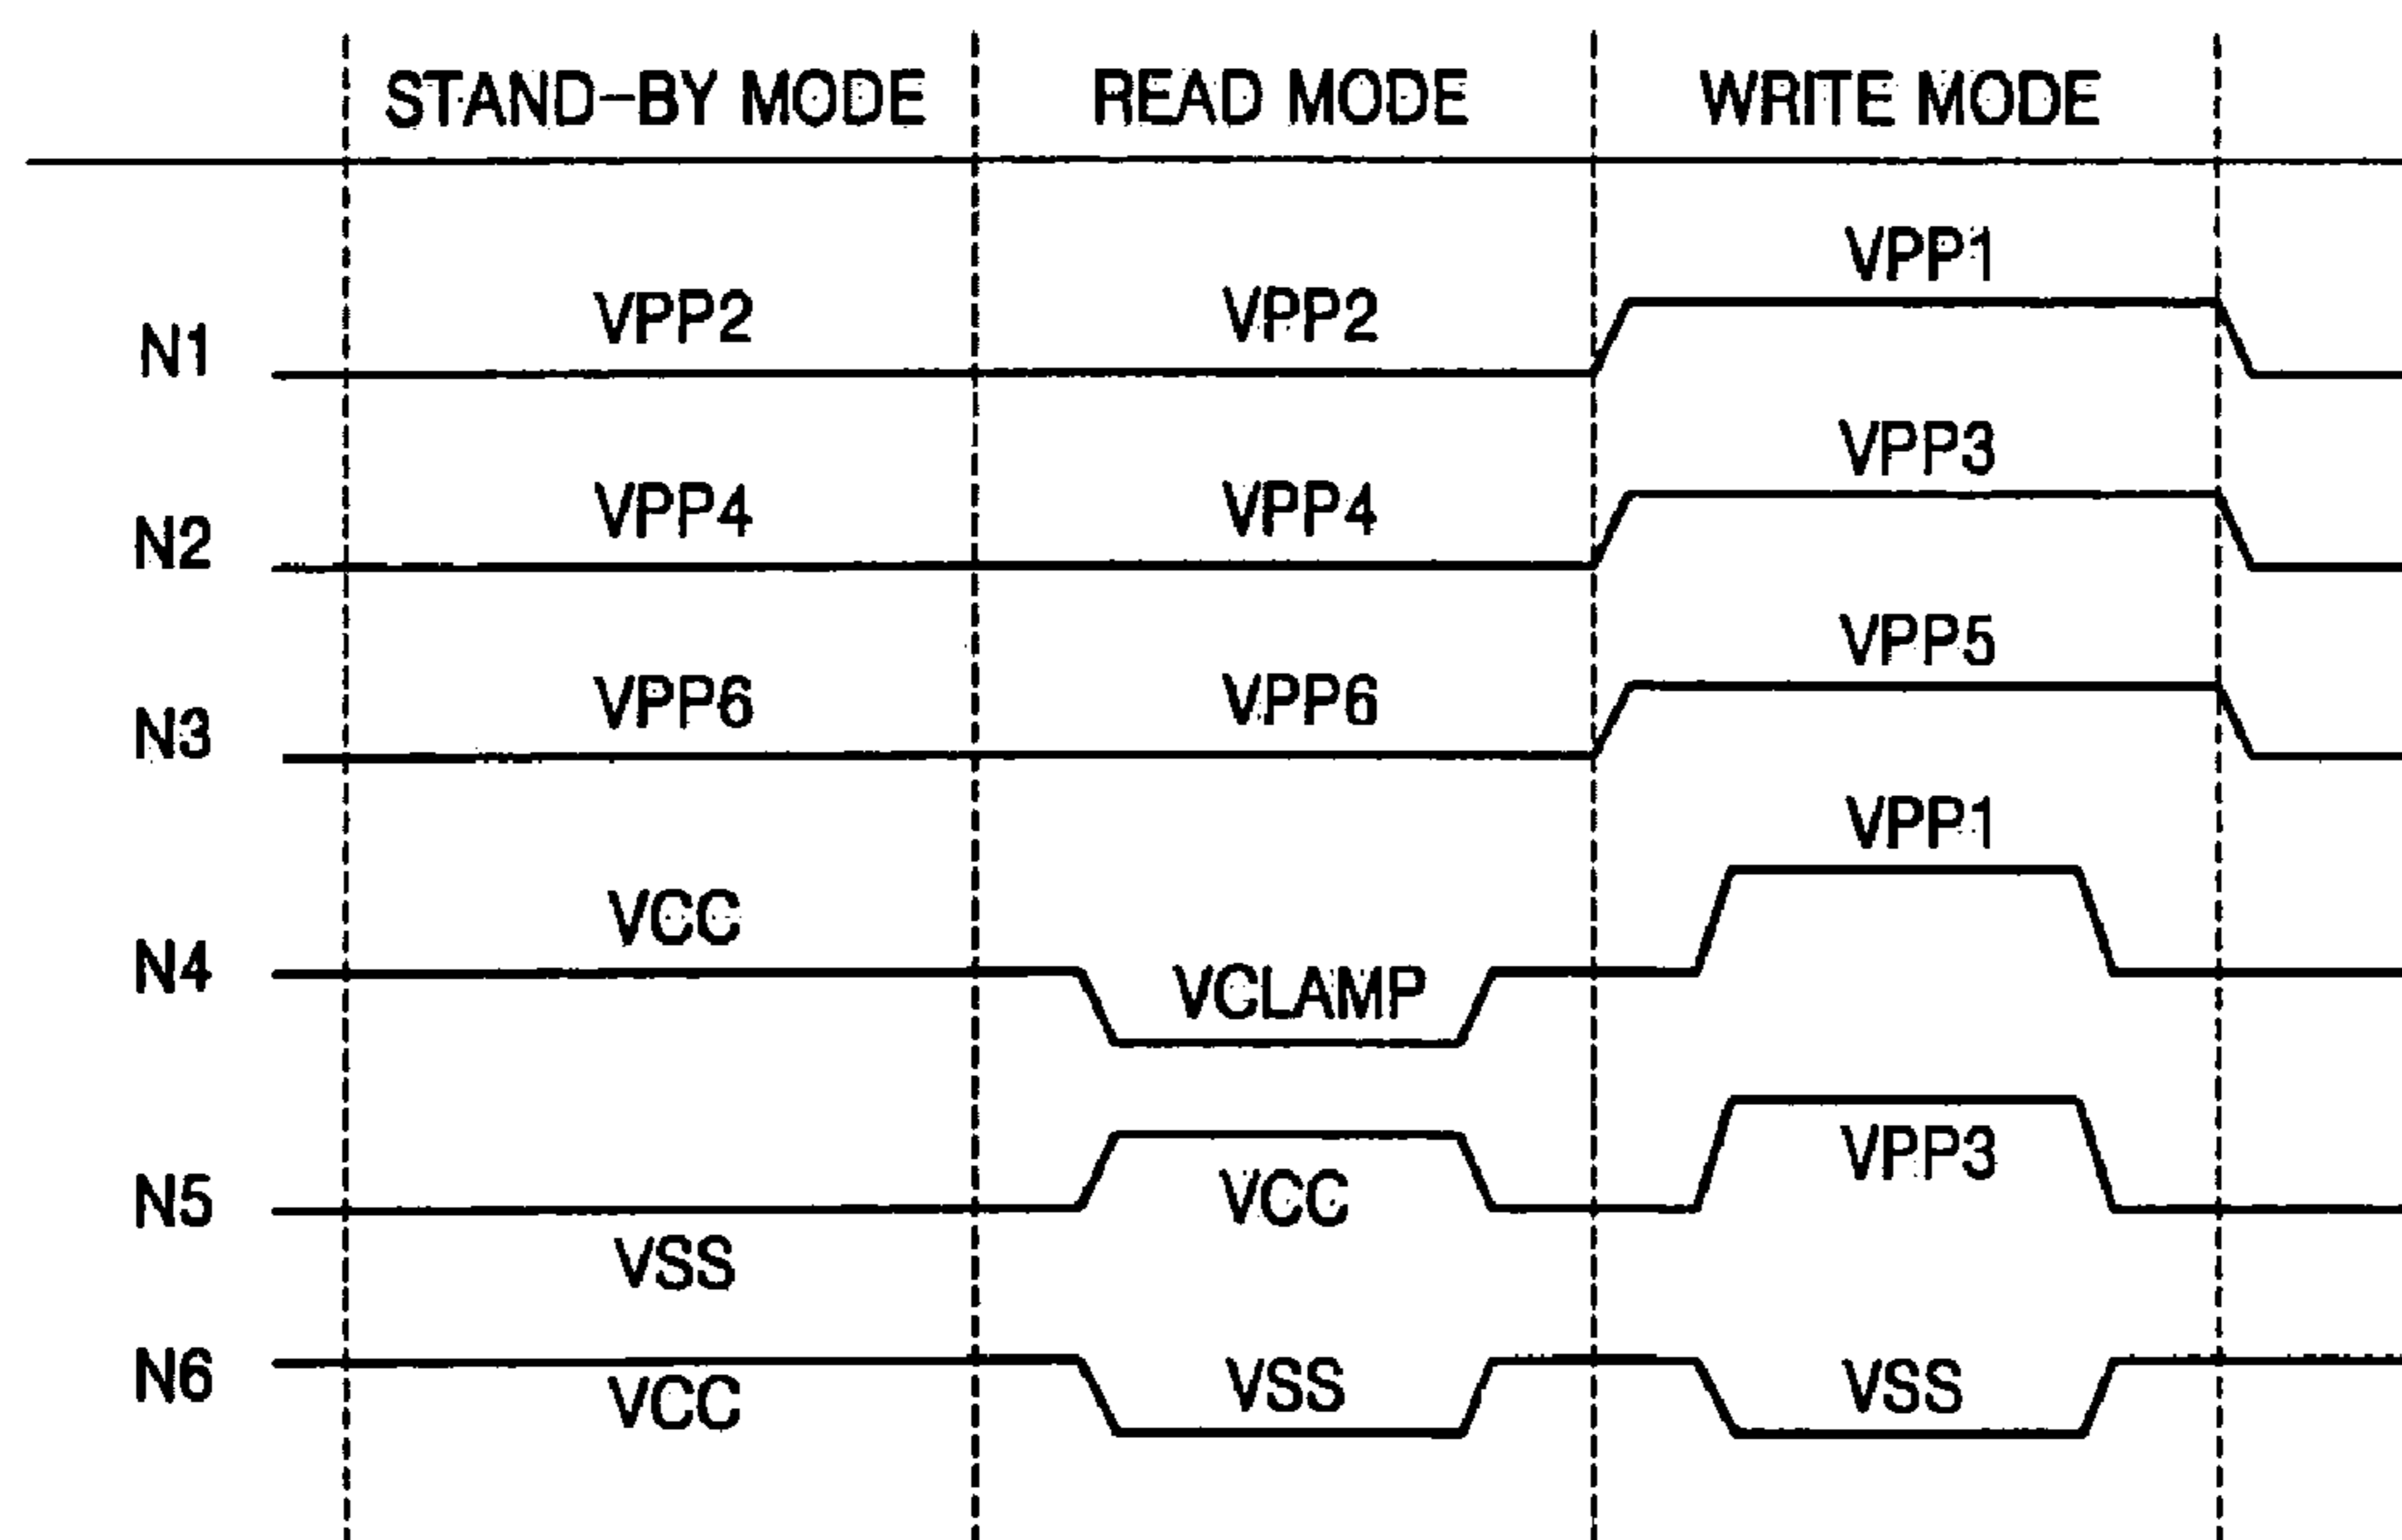 STAND-BY MODE READ MODE WRITE MODE
VPP1
N1 VPP2 VPP2
VPP3
N2 VPP4 VPP4
VPP5
N3 VPP6 VPP6
VPP1
N4 VCC VCLAMP
N5 VCC VPP3
VSS
N6 VCC VSS VSS